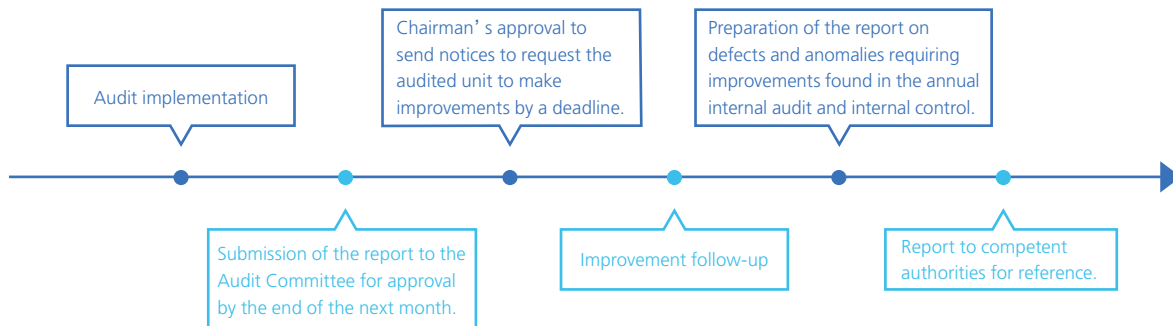 Audit implementation
Submission of the report to the
Audit Committee for approval
by the end of the next month.
Chairman’s approval to
send notices to request the
audited unit to make
improvements by a deadline.
Improvement follow-up
Preparation of the report on
defects and anomalies requiring
improvements found in the annual
internal audit and internal control.
Report to competent
authorities for reference.